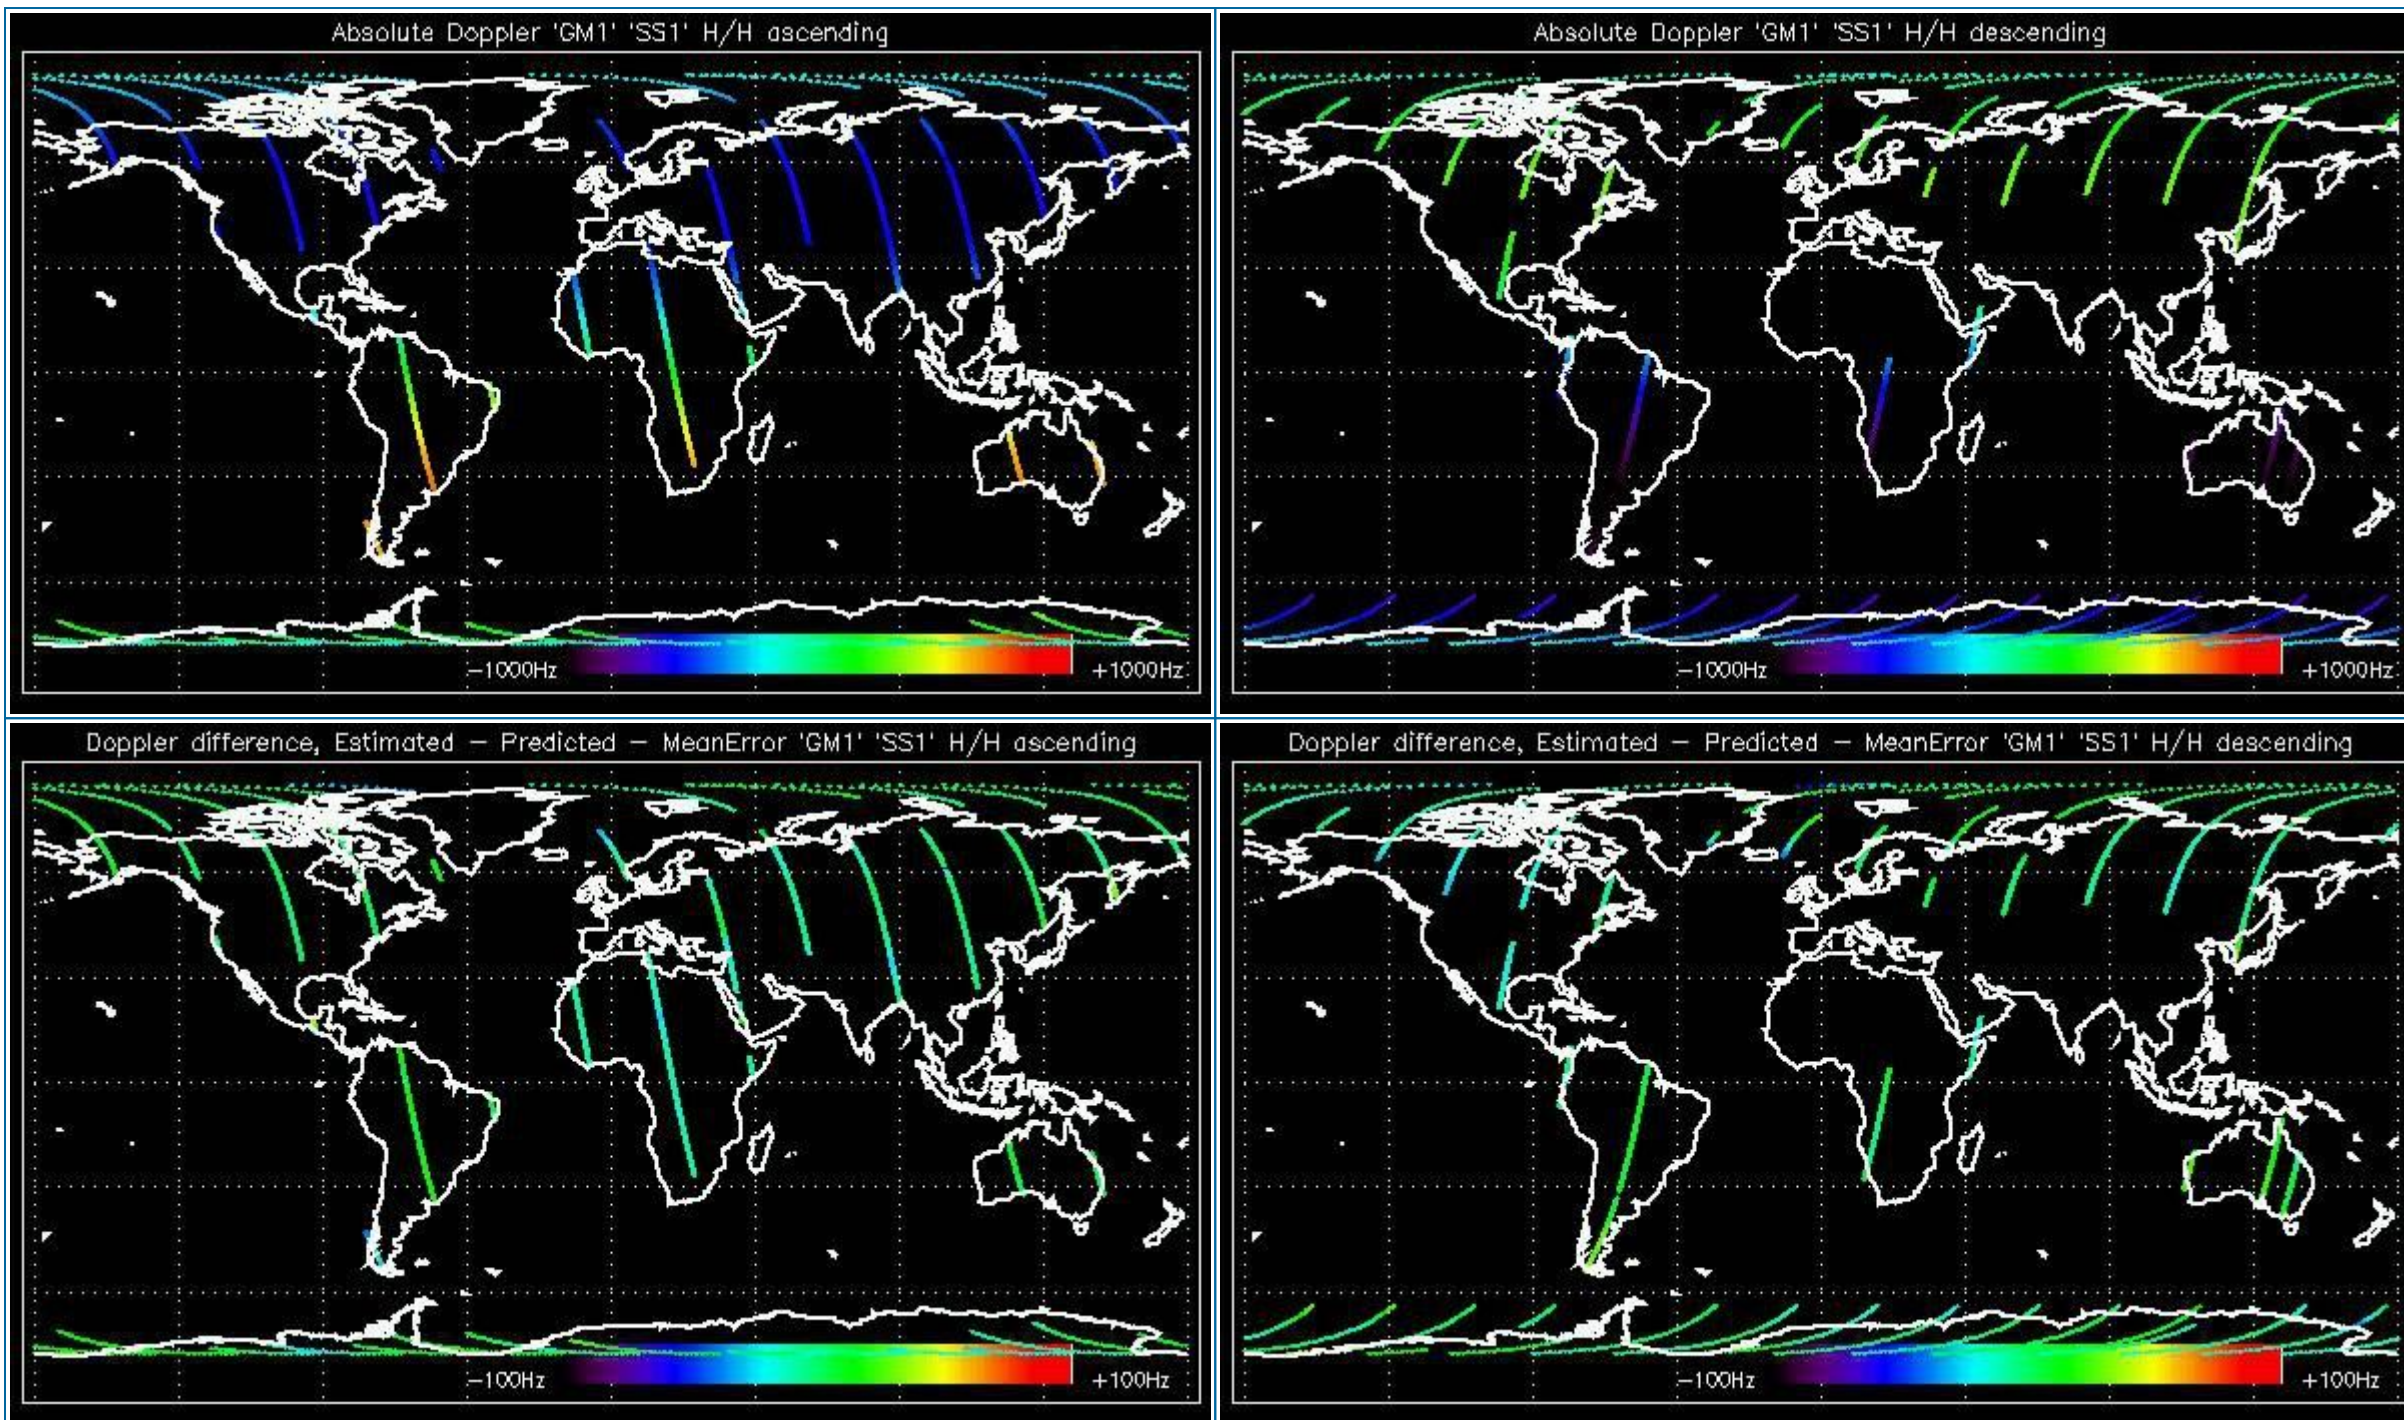 Absolute Doppler 'GM1' 'SS1' H/H ascending
−1000Hz +1000Hz
Absolute Doppler 'GM1' 'SS1' H/H descending
−1000Hz +1000Hz
Doppler difference, Estimated − Predicted − MeanError 'GM1' 'SS1' H/H ascending
−100Hz +100Hz
Doppler difference, Estimated − Predicted − MeanError 'GM1' 'SS1' H/H descending
−100Hz +100Hz